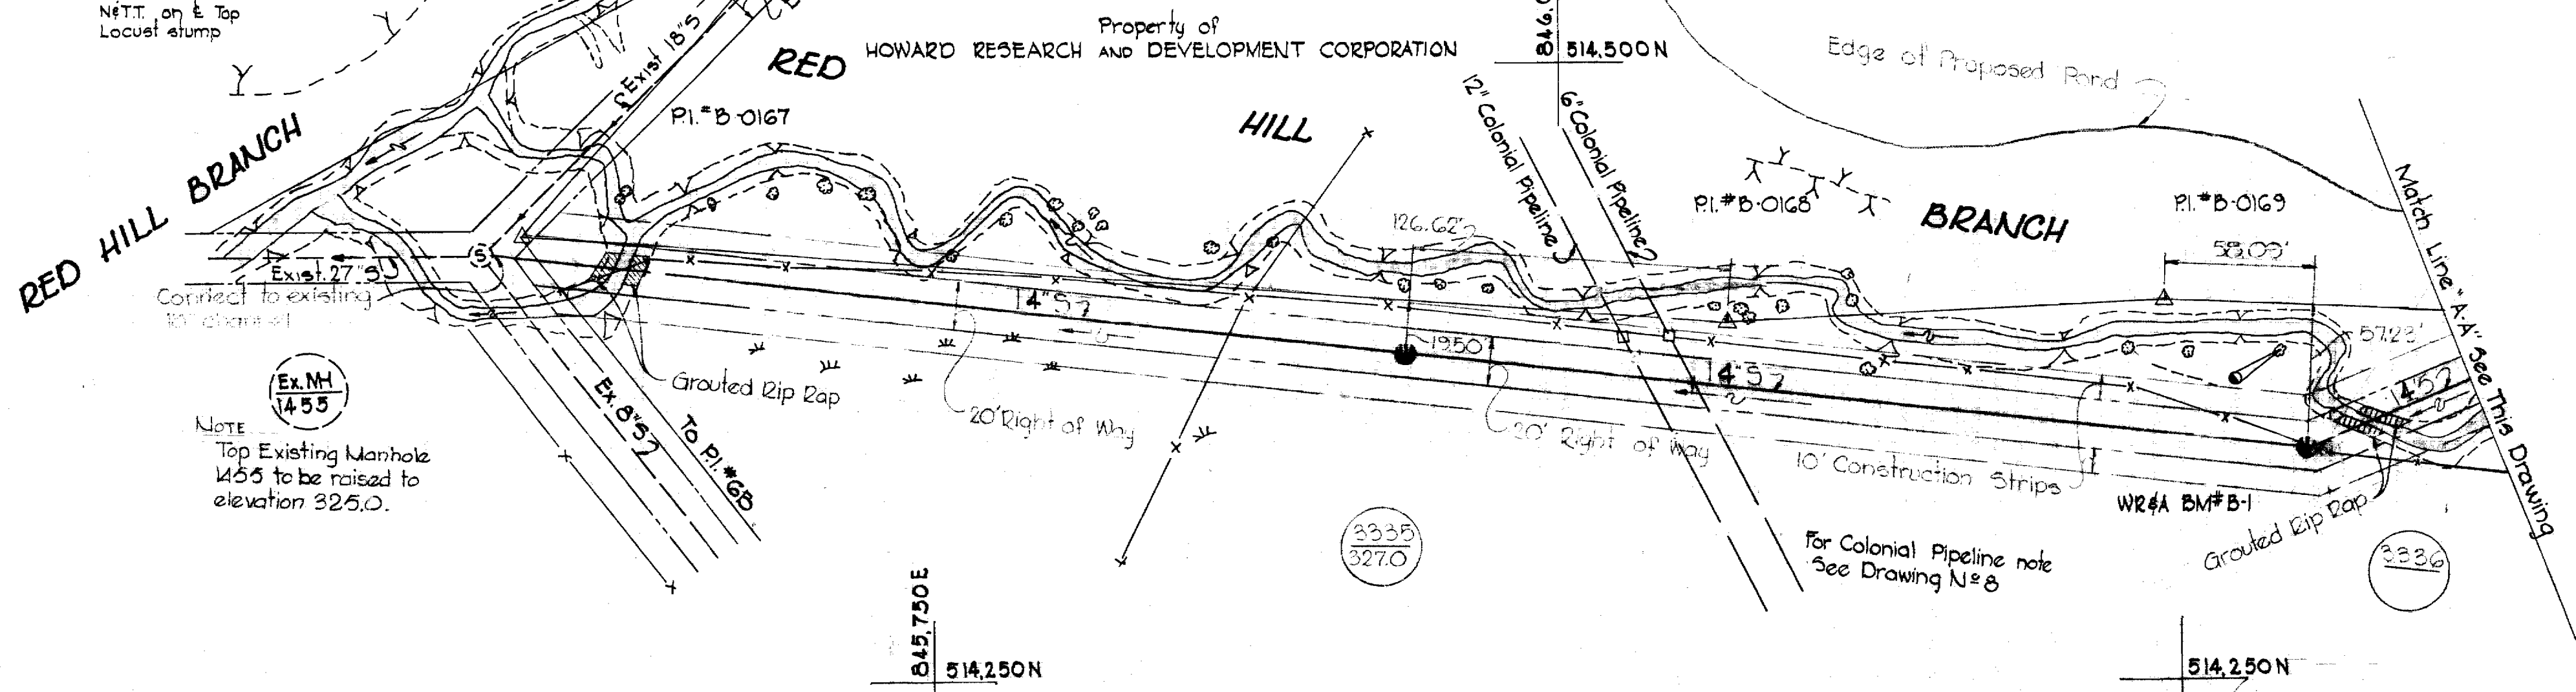 N&T.T. on ℄ Top
Locust stump
Exist 18"S
RED
Property of
HOWARD RESEARCH AND DEVELOPMENT CORPORATION
514,500N
Edge of Proposed Pond
P.I.#B-0167
HILL
12" Colonial Pipeline
6" Colonial Pipeline
RED HILL BRANCH
126.62'
P.I.#B-0168
BRANCH
P.I.#B-0169
58.09'
Match Line "A-A" See This Drawing
Exist. 27"S
Connect to existing
14"S
19.50'
14"S
57.23'
Ex. MH
1455
NOTE
Top Existing Manhole
1455 to be raised to
elevation 325.0.
Ex. 8"S
To P.I. #6B
Grouted Rip Rap
20' Right of Way
20' Right of Way
10' Construction Strips
WR&A BM#B-1
Grouted Rip Rap
3335
327.0
For Colonial Pipeline note
See Drawing Nº 8
3336
845,750E
514,250N
514,250N